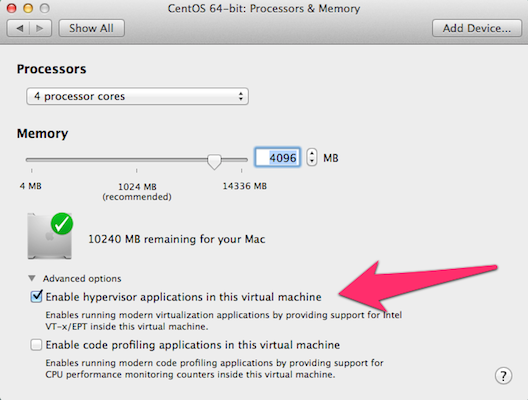 CentOS 64-bit: Processors & Memory
Show All
Add Device...
Processors
4 processor cores
Memory
4096 MB
4 MB 1024 MB 14336 MB
(recommended)
10240 MB remaining for your Mac
Advanced options
Enable hypervisor applications in this virtual machine
Enables running modern virtualization applications by providing support for Intel
VT-x/EPT inside this virtual machine.
Enable code profiling applications in this virtual machine
Enables running modern code profiling applications by providing support for
CPU performance monitoring counters inside this virtual machine.
?